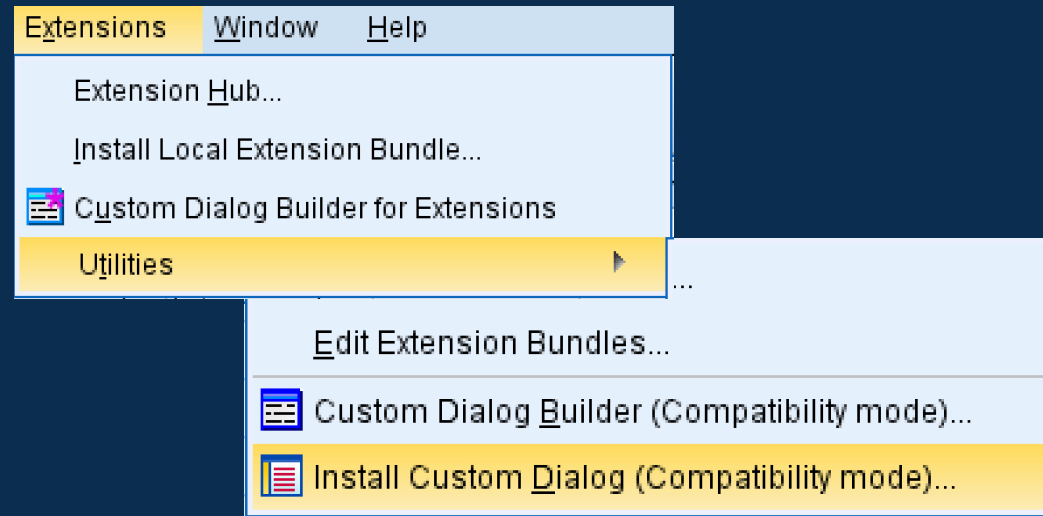 Extensions Window Help
Extension Hub...
Install Local Extension Bundle...
Custom Dialog Builder for Extensions
Utilities
...
Edit Extension Bundles...
Custom Dialog Builder (Compatibility mode)...
Install Custom Dialog (Compatibility mode)...